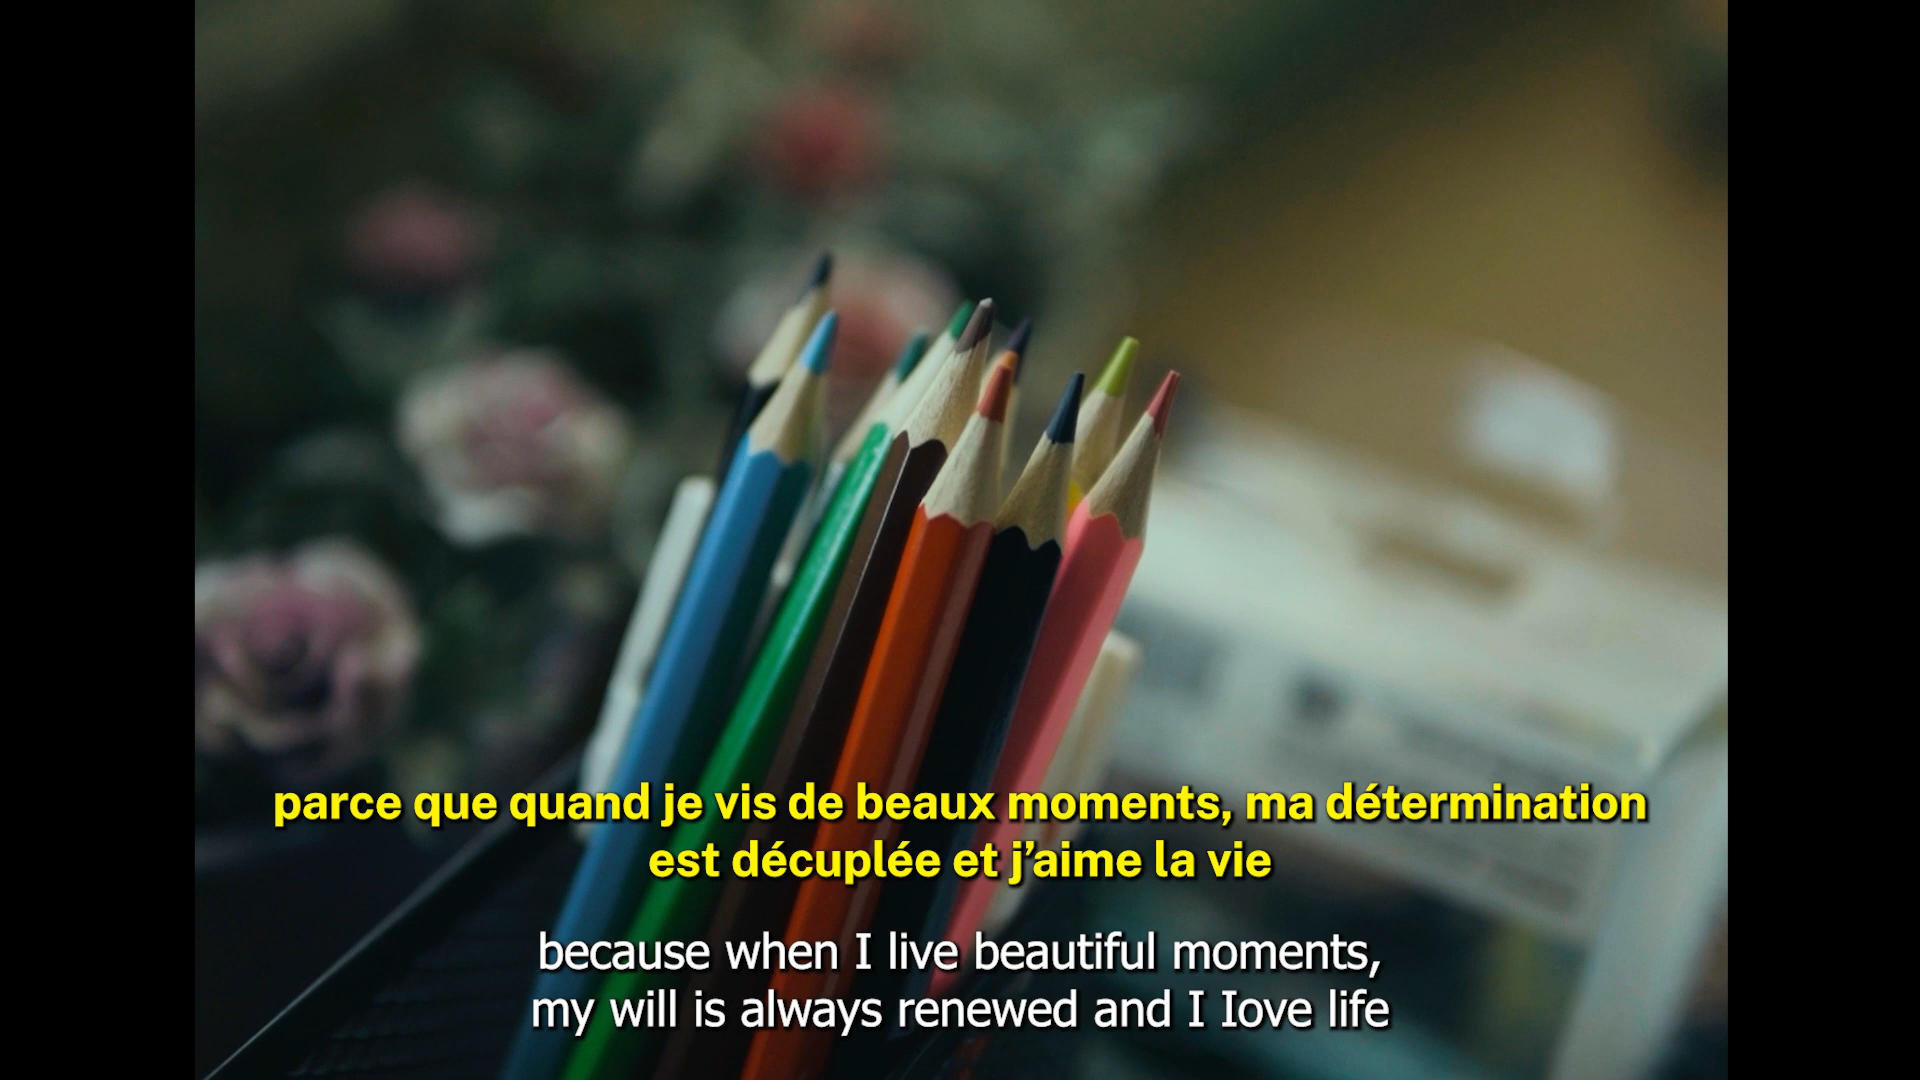 parce que quand je vis de beaux moments, ma détermination
est décuplée et j’aime la vie
because when I live beautiful moments,
my will is always renewed and I Iove life